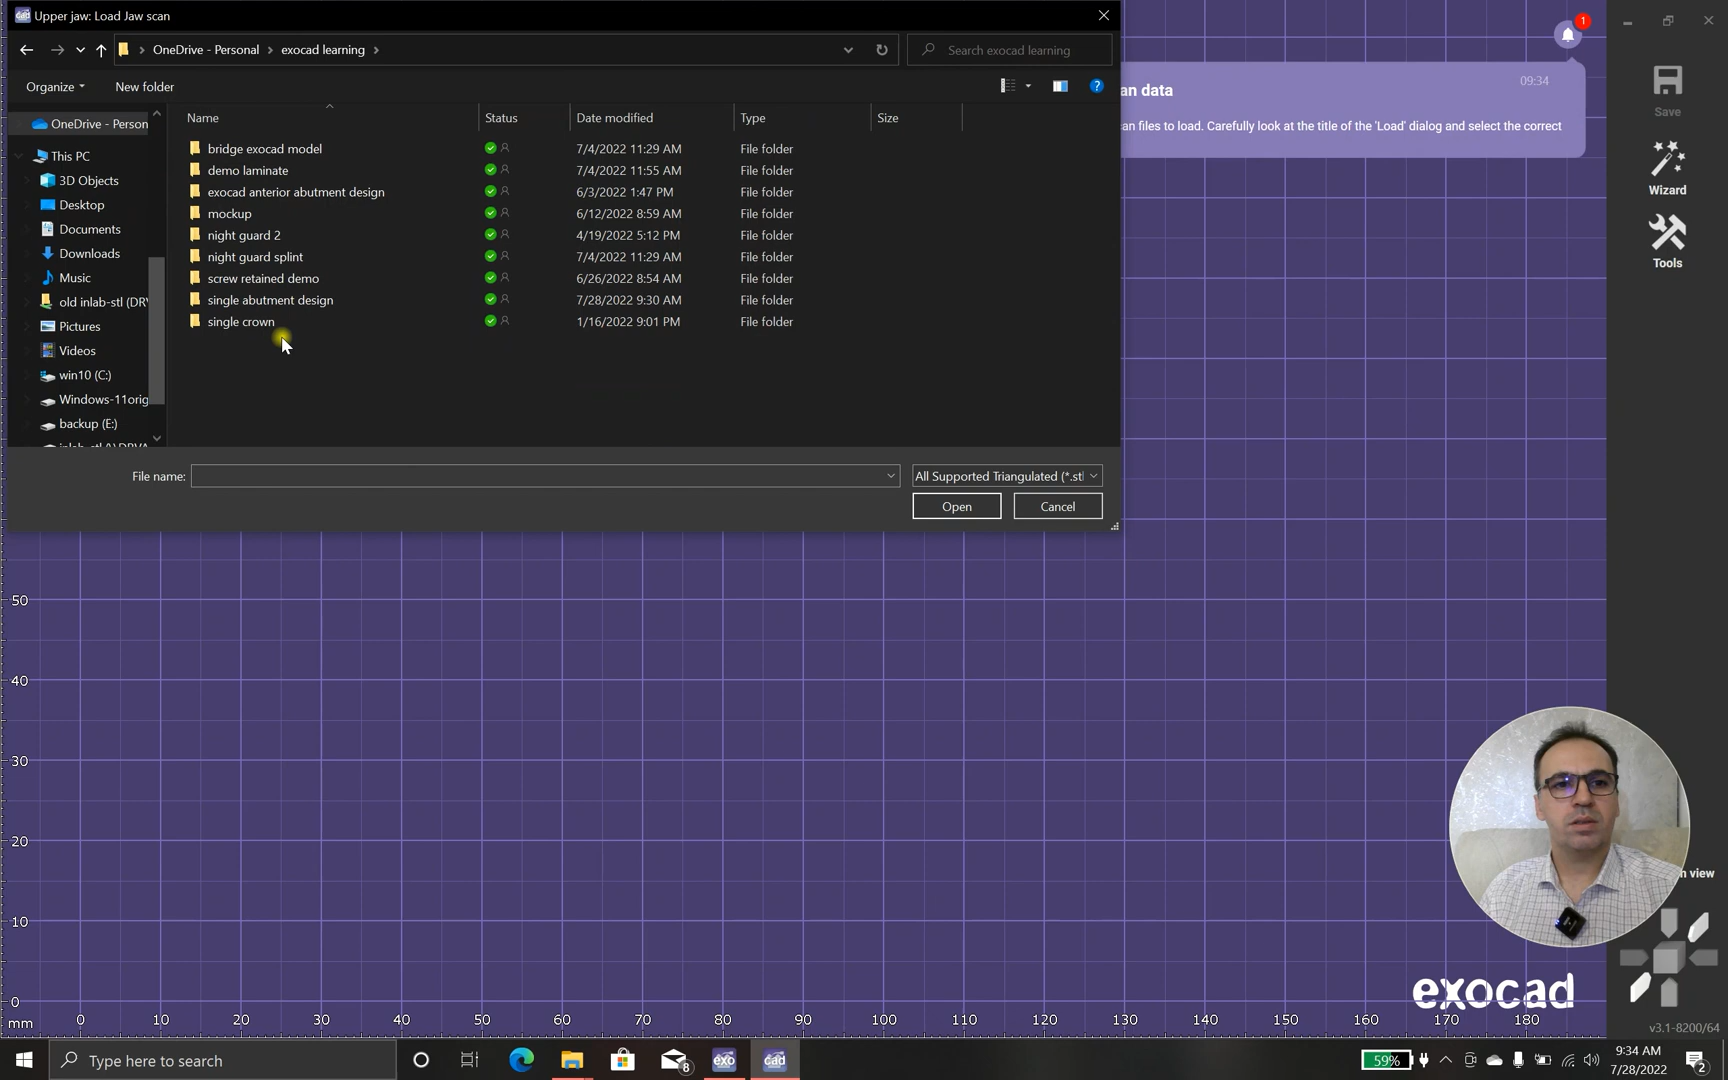 Upper jaw: Load Jaw scan
OneDrive - Personal > exocad learning >
Search exocad learning
Organize
New folder
Name
Status
Date modified
Type
Size
bridge exocad model 7/4/2022 11:29 AM File folder
demo laminate 7/4/2022 11:55 AM File folder
exocad anterior abutment design 6/3/2022 1:47 PM File folder
mockup 6/12/2022 8:59 AM File folder
night guard 2 4/19/2022 5:12 PM File folder
night guard splint 7/4/2022 11:29 AM File folder
screw retained demo 6/26/2022 8:54 AM File folder
single abutment design 7/28/2022 9:30 AM File folder
single crown 1/16/2022 9:01 PM File folder
OneDrive - Person
This PC
3D Objects
Desktop
Documents
Downloads
Music
old inlab-stl (DRV
Pictures
Videos
win10 (C:)
Windows-11orig
backup (E:)
File name:
All Supported Triangulated (*.stl
Open
Cancel
1
09:34
an data
an files to load. Carefully look at the title of the 'Load' dialog and select the correct
Save
Wizard
Tools
n view
50
40
30
20
10
0
mm 0 10 20 30 40 50 60 70 80 90 100 110 120 130 140 150 160 170 180
exocad
v3.1-8200/64
Type here to search
8
exo
cad
59%
9:34 AM
7/28/2022
2